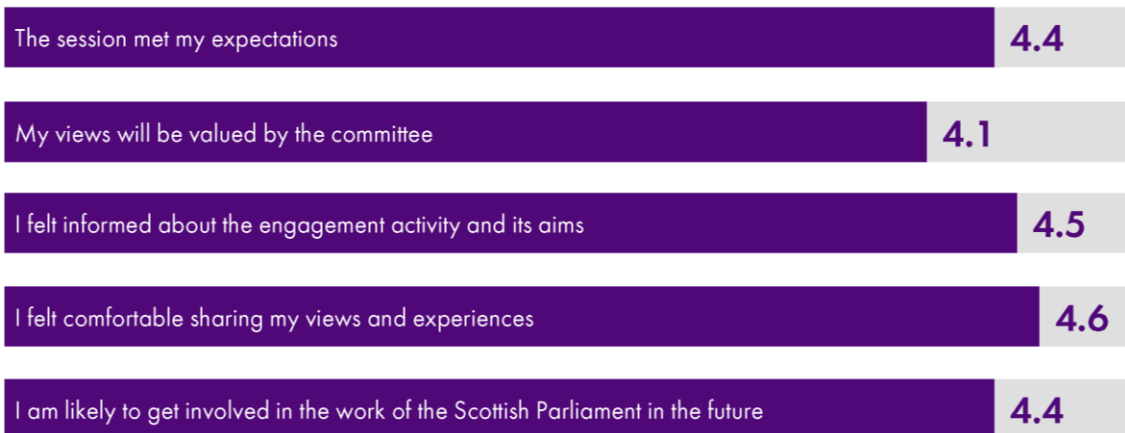 The session met my expectations 4.4
My views will be valued by the committee 4.1
I felt informed about the engagement activity and its aims 4.5
I felt comfortable sharing my views and experiences 4.6
I am likely to get involved in the work of the Scottish Parliament in the future 4.4